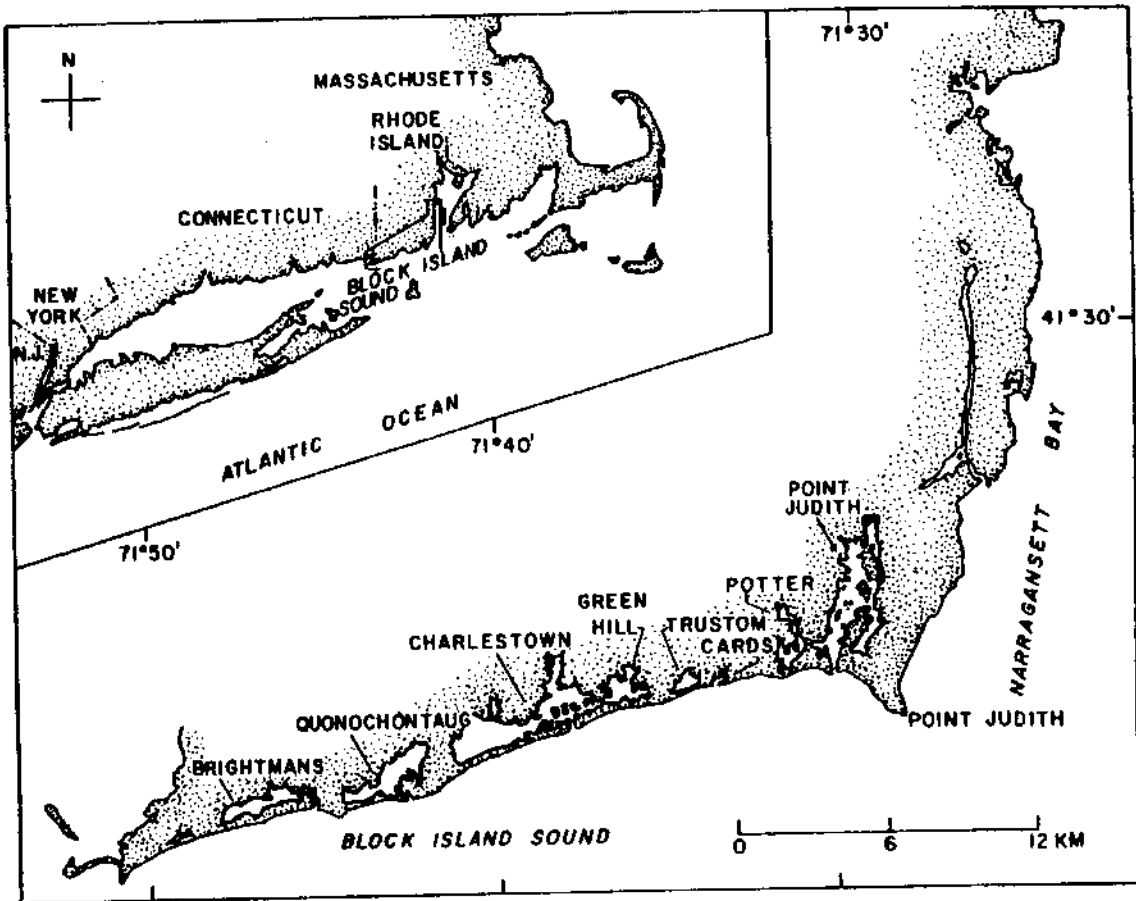 71°30'
N
MASSACHUSETTS
RHODE
ISLAND
CONNECTICUT
BLOCK ISLAND
SOUND
NEW
YORK
N.J.
41°30'
ATLANTIC OCEAN
71°40'
71°50'
NARRAGANSETT BAY
POINT
JUDITH
POTTER
GREEN
HILL
TRUSTOM
CARDS
CHARLESTOWN
QUONOCHONTAUG
POINT JUDITH
BRIGHTMANS
BLOCK ISLAND SOUND
0 6 12 KM